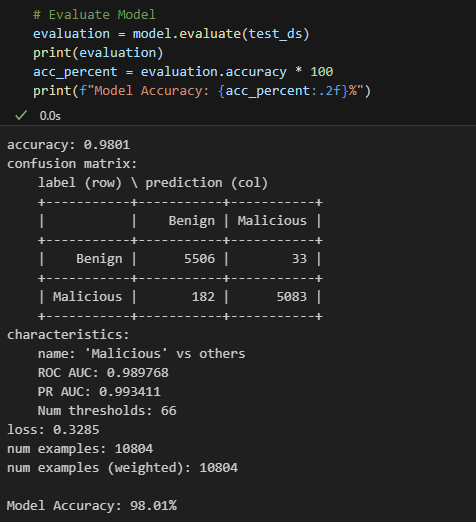 # Evaluate Model
evaluation = model.evaluate(test_ds)
print(evaluation)
acc_percent = evaluation.accuracy * 100
print(f"Model Accuracy: {acc_percent:.2f}%")
✓ 0.0s
accuracy: 0.9801
confusion matrix:
    label (row) \ prediction (col)
    +-----------+-----------+-----------+
    |           |    Benign | Malicious |
    +-----------+-----------+-----------+
    |    Benign |      5506 |        33 |
    +-----------+-----------+-----------+
    | Malicious |       182 |      5083 |
    +-----------+-----------+-----------+
characteristics:
    name: 'Malicious' vs others
    ROC AUC: 0.989768
    PR AUC: 0.993411
    Num thresholds: 66
loss: 0.3285
num examples: 10804
num examples (weighted): 10804

Model Accuracy: 98.01%